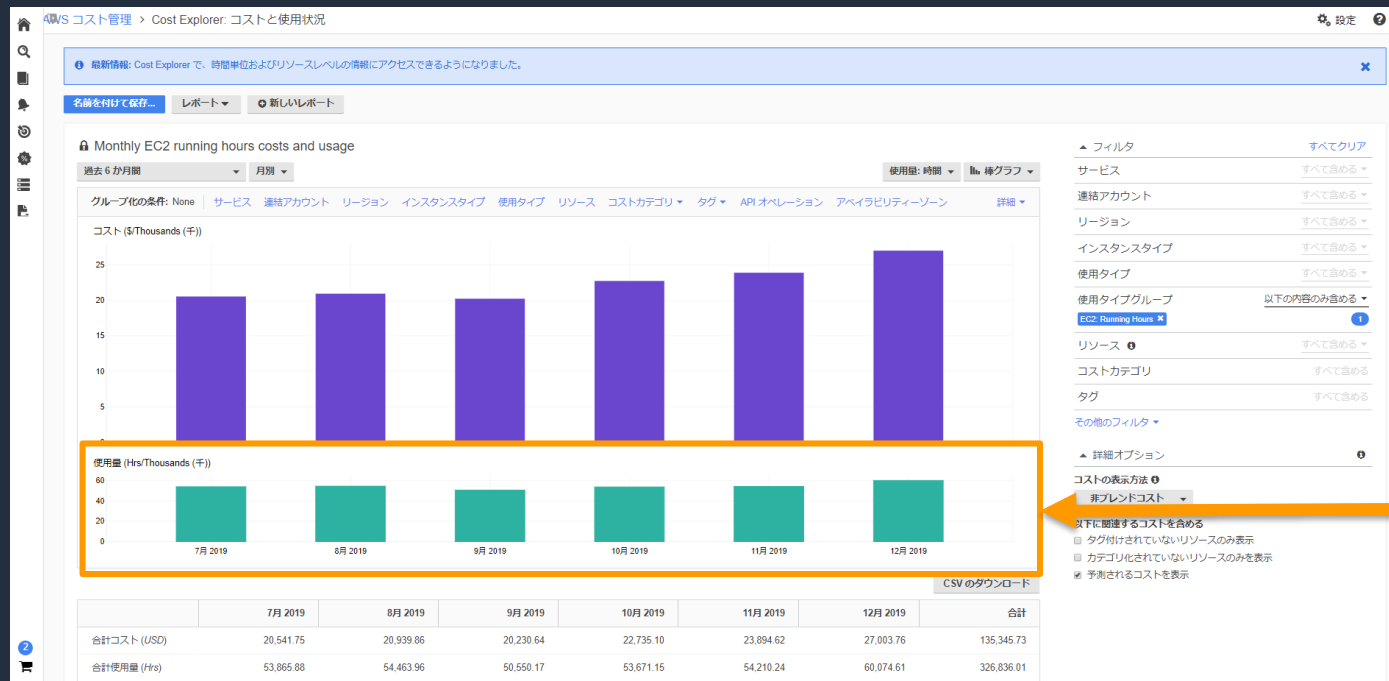 AWS コスト管理 > Cost Explorer: コストと使用状況
設定
最新情報: Cost Explorer で、時間単位およびリソースレベルの情報にアクセスできるようになりました。
名前を付けて保存... レポート 新しいレポート
Monthly EC2 running hours costs and usage
過去 6 か月間 月別 使用量: 時間 棒グラフ
グループ化の条件: None サービス 連結アカウント リージョン インスタンスタイプ 使用タイプ リソース コストカテゴリ タグ API オペレーション アベイラビリティーゾーン 詳細
コスト ($/Thousands (千))
25
20
15
10
5
使用量 (Hrs/Thousands (千))
60
40
20
0
7月 2019 8月 2019 9月 2019 10月 2019 11月 2019 12月 2019
CSV のダウンロード
7月 2019 8月 2019 9月 2019 10月 2019 11月 2019 12月 2019 合計
合計コスト (USD) 20,541.75 20,939.86 20,230.64 22,735.10 23,894.62 27,003.76 135,345.73
合計使用量 (Hrs) 53,865.88 54,463.96 50,550.17 53,671.15 54,210.24 60,074.61 326,836.01
フィルタ すべてクリア
サービス すべて含める
連結アカウント すべて含める
リージョン すべて含める
インスタンスタイプ すべて含める
使用タイプ すべて含める
使用タイプグループ 以下の内容のみ含める
EC2: Running Hours 1
リソース すべて含める
コストカテゴリ すべて含める
タグ すべて含める
その他のフィルタ
詳細オプション
コストの表示方法
非ブレンドコスト
以下に関連するコストを含める
タグ付けされていないリソースのみ表示
カテゴリ化されていないリソースのみを表示
予測されるコストを表示
2